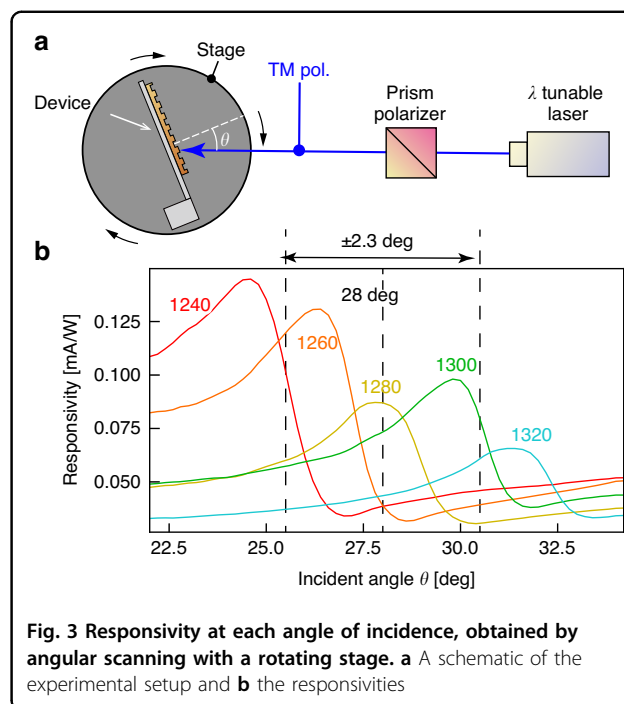 a
Stage
TM pol.
Device
θ
Prism
polarizer
λ tunable
laser
b
±2.3 deg
28 deg
1240
1260
1280
1300
1320
Responsivity [mA/W]
0.125
0.100
0.075
0.050
22.5 25.0 27.5 30.0 32.5
Incident angle θ [deg]
Fig. 3 Responsivity at each angle of incidence, obtained by
angular scanning with a rotating stage. a A schematic of the
experimental setup and b the responsivities